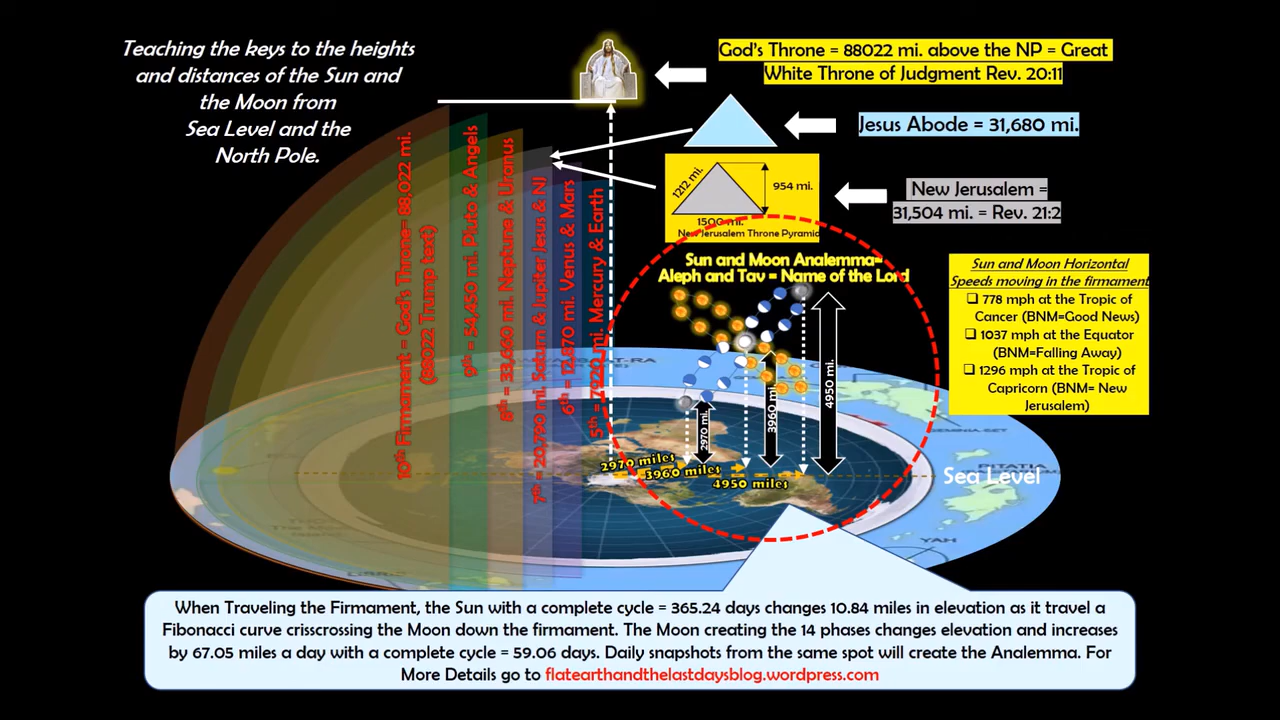 Teaching the keys to the heights
and distances of the Sun and
the Moon from
Sea Level and the
North Pole.
God's Throne = 88022 mi. above the NP = Great
White Throne of Judgment Rev. 20:11
Jesus Abode = 31,680 mi.
1212 mi.
954 mi.
1500 mi.
New Jerusalem Throne Pyramid
New Jerusalem =
31,504 mi. = Rev. 21:2
10th Firmament = God's Throne= 88,022 mi.
(88022 Trump text)
9th = 54,450 mi. Pluto & Angels
8th = 33,660 mi. Neptune & Uranus
7th = 20,790 mi. Saturn & Jupiter Jesus & NJ
6th = 12,870 mi. Venus & Mars
5th = 7920 mi. Mercury & Earth
Sun and Moon Analemma=
Aleph and Tav = Name of the Lord
Sun and Moon Horizontal
Speeds moving in the firmament
778 mph at the Tropic of
Cancer (BNM=Good News)
1037 mph at the Equator
(BNM=Falling Away)
1296 mph at the Tropic of
Capricorn (BNM= New
Jerusalem)
2970 mi.
3960 mi.
4950 mi.
2970 miles
3960 miles
4950 miles
Sea Level
YAH
When Traveling the Firmament, the Sun with a complete cycle = 365.24 days changes 10.84 miles in elevation as it travel a
Fibonacci curve crisscrossing the Moon down the firmament. The Moon creating the 14 phases changes elevation and increases
by 67.05 miles a day with a complete cycle = 59.06 days. Daily snapshots from the same spot will create the Analemma. For
More Details go to flatearthandthelastdaysblog.wordpress.com